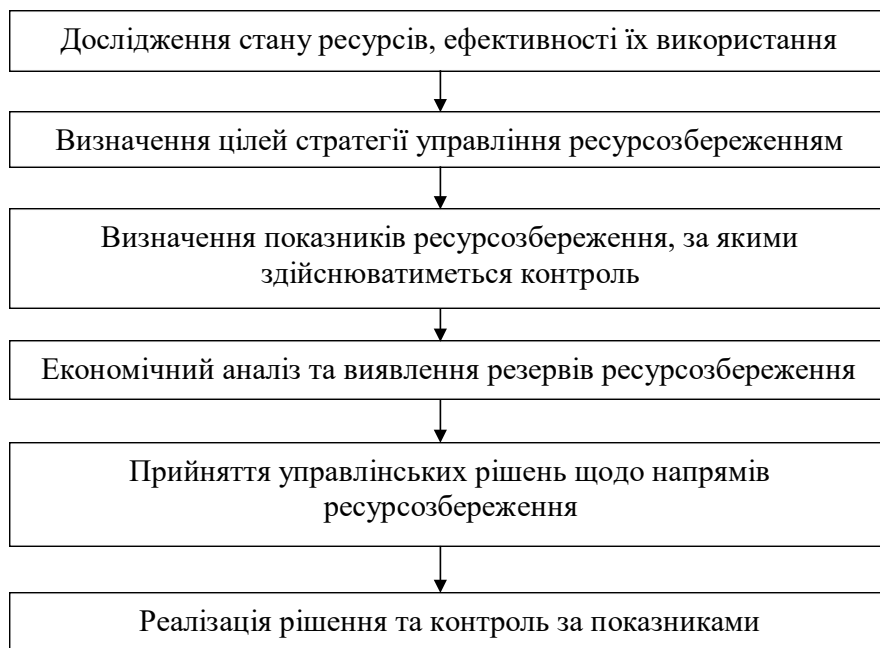 Дослідження стану ресурсів, ефективності їх використання
Визначення цілей стратегії управління ресурсозбереженням
Визначення показників ресурсозбереження, за якими
здійснюватиметься контроль
Економічний аналіз та виявлення резервів ресурсозбереження
Прийняття управлінських рішень щодо напрямів
ресурсозбереження
Реалізація рішення та контроль за показниками